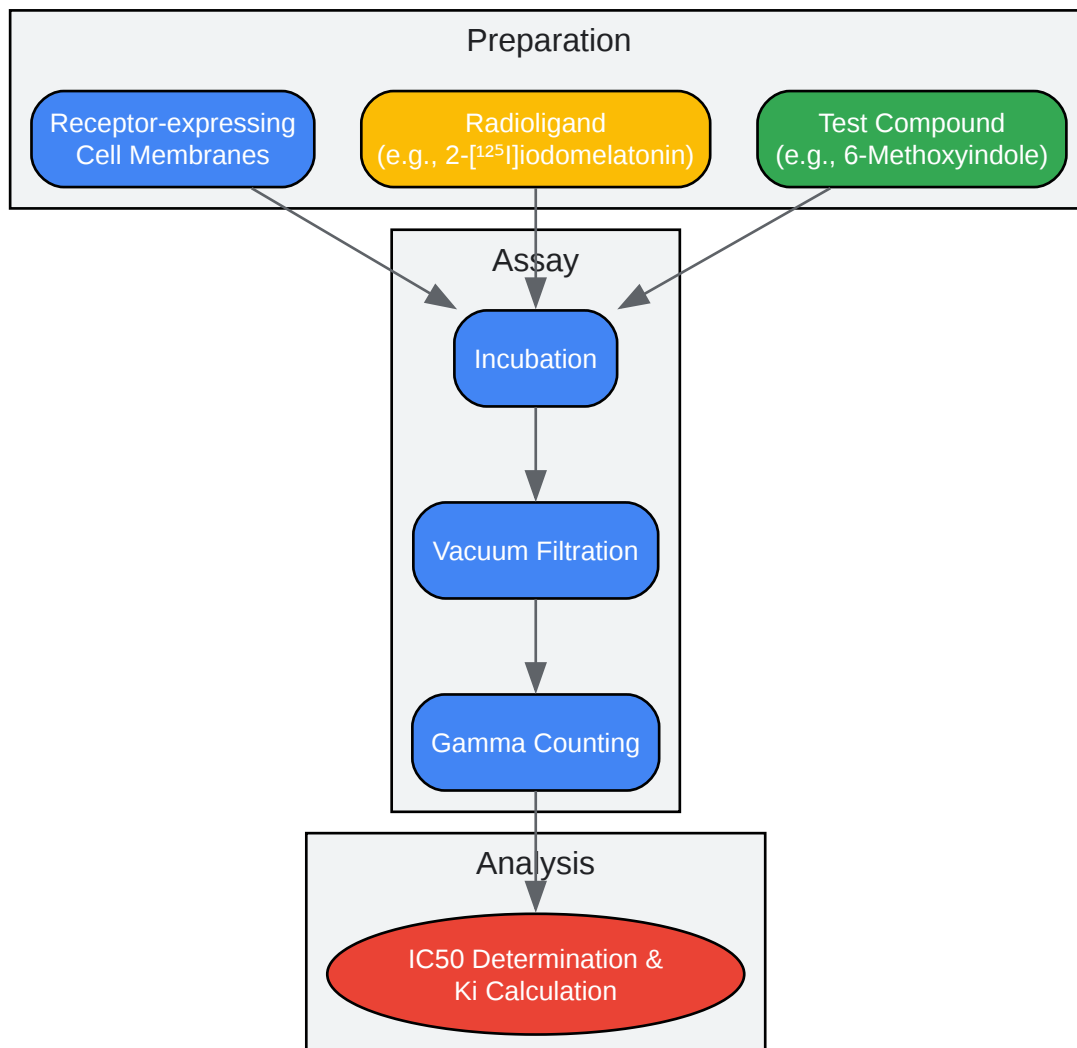 Preparation
Receptor-expressing
Cell Membranes
Radioligand
(e.g., 2-[¹²⁵I]iodomelatonin)
Test Compound
(e.g., 6-Methoxyindole)
Assay
Incubation
Vacuum Filtration
Gamma Counting
Analysis
IC50 Determination &
Ki Calculation